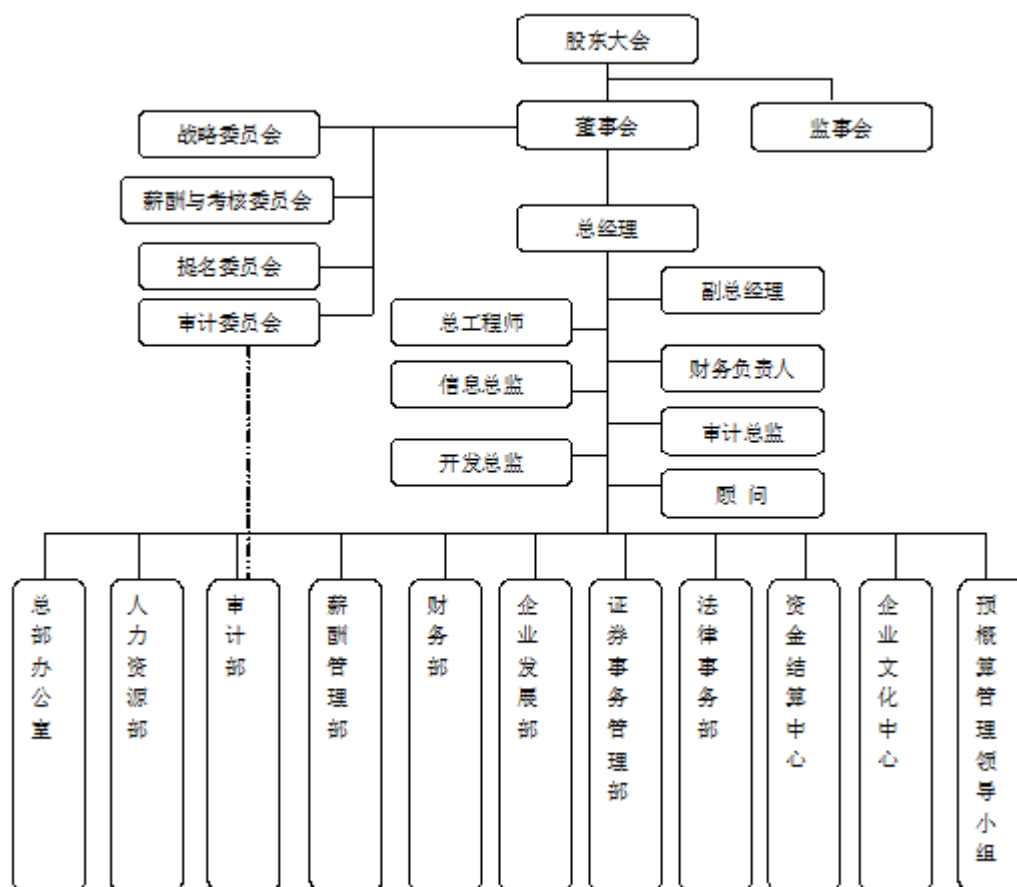 股东大会
董事会
监事会
战略委员会
薪酬与考核委员会
提名委员会
审计委员会
总经理
副总经理
总工程师
财务负责人
信息总监
审计总监
开发总监
顾 问
总部办公室
人力资源部
审计部
薪酬管理部
财务部
企业发展部
证券事务管理部
法律事务部
资金结算中心
企业文化中心
预概算管理领导小组